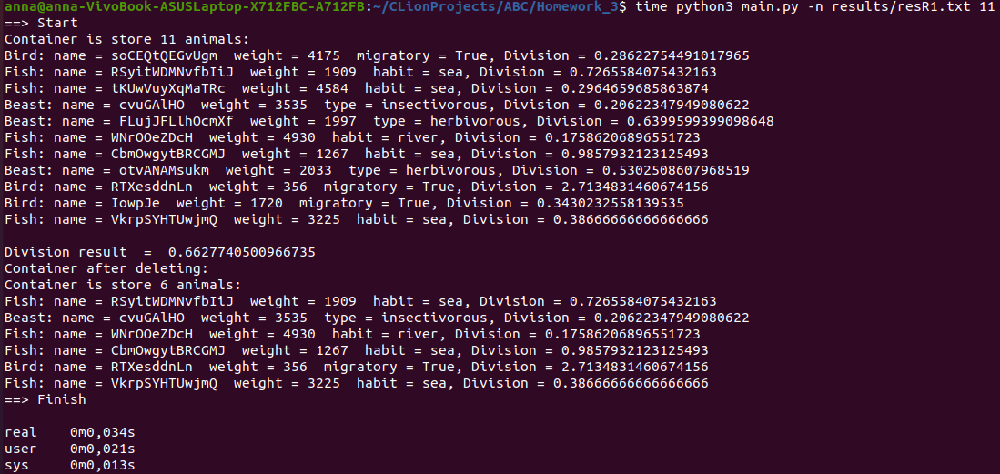 anna@anna-VivoBook-ASUSLaptop-X712FBC-A712FB:~/CLionProjects/ABC/Homework_3$ time python3 main.py -n results/resR1.txt 11
==> Start
Container is store 11 animals:
Bird: name = soCEQtQEGvUgm  weight = 4175  migratory = True, Division = 0.28622754491017965
Fish: name = RSyitWDMNvfbIiJ  weight = 1909  habit = sea, Division = 0.7265584075432163
Fish: name = tKUwVuyXqMaTRc  weight = 4584  habit = sea, Division = 0.2964659685863874
Beast: name = cvuGAlHO  weight = 3535  type = insectivorous, Division = 0.20622347949080622
Beast: name = FLujJFLlhOcmXf  weight = 1997  type = herbivorous, Division = 0.6399599399098648
Fish: name = WNrOOeZDcH  weight = 4930  habit = river, Division = 0.17586206896551723
Fish: name = CbmOwgytBRCGMJ  weight = 1267  habit = sea, Division = 0.9857932123125493
Beast: name = otvANAMsukm  weight = 2033  type = herbivorous, Division = 0.5302508607968519
Bird: name = RTXesddnLn  weight = 356  migratory = True, Division = 2.7134831460674156
Bird: name = IowpJe  weight = 1720  migratory = True, Division = 0.3430232558139535
Fish: name = VkrpSYHTUwjmQ  weight = 3225  habit = sea, Division = 0.38666666666666666
Division result  =  0.6627740500966735
Container after deleting:
Container is store 6 animals:
Fish: name = RSyitWDMNvfbIiJ  weight = 1909  habit = sea, Division = 0.7265584075432163
Beast: name = cvuGAlHO  weight = 3535  type = insectivorous, Division = 0.20622347949080622
Fish: name = WNrOOeZDcH  weight = 4930  habit = river, Division = 0.17586206896551723
Fish: name = CbmOwgytBRCGMJ  weight = 1267  habit = sea, Division = 0.9857932123125493
Bird: name = RTXesddnLn  weight = 356  migratory = True, Division = 2.7134831460674156
Fish: name = VkrpSYHTUwjmQ  weight = 3225  habit = sea, Division = 0.38666666666666666
==> Finish
real    0m0,034s
user    0m0,021s
sys     0m0,013s